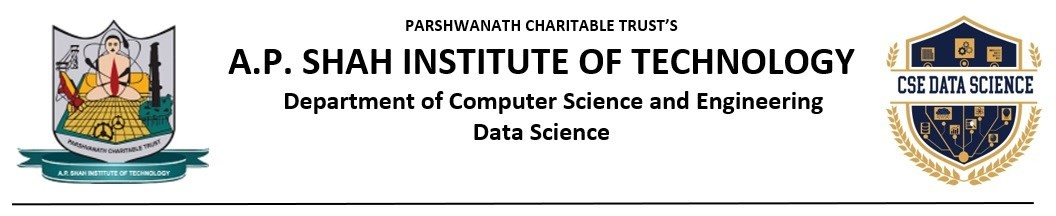 PARSHWANATH CHARITABLE TRUST'S
A.P. SHAH INSTITUTE OF TECHNOLOGY
Department of Computer Science and Engineering
Data Science
PARSHVANATH CHARITABLE TRUST
A.P. SHAH INSTITUTE OF TECHNOLOGY
CSE DATA SCIENCE